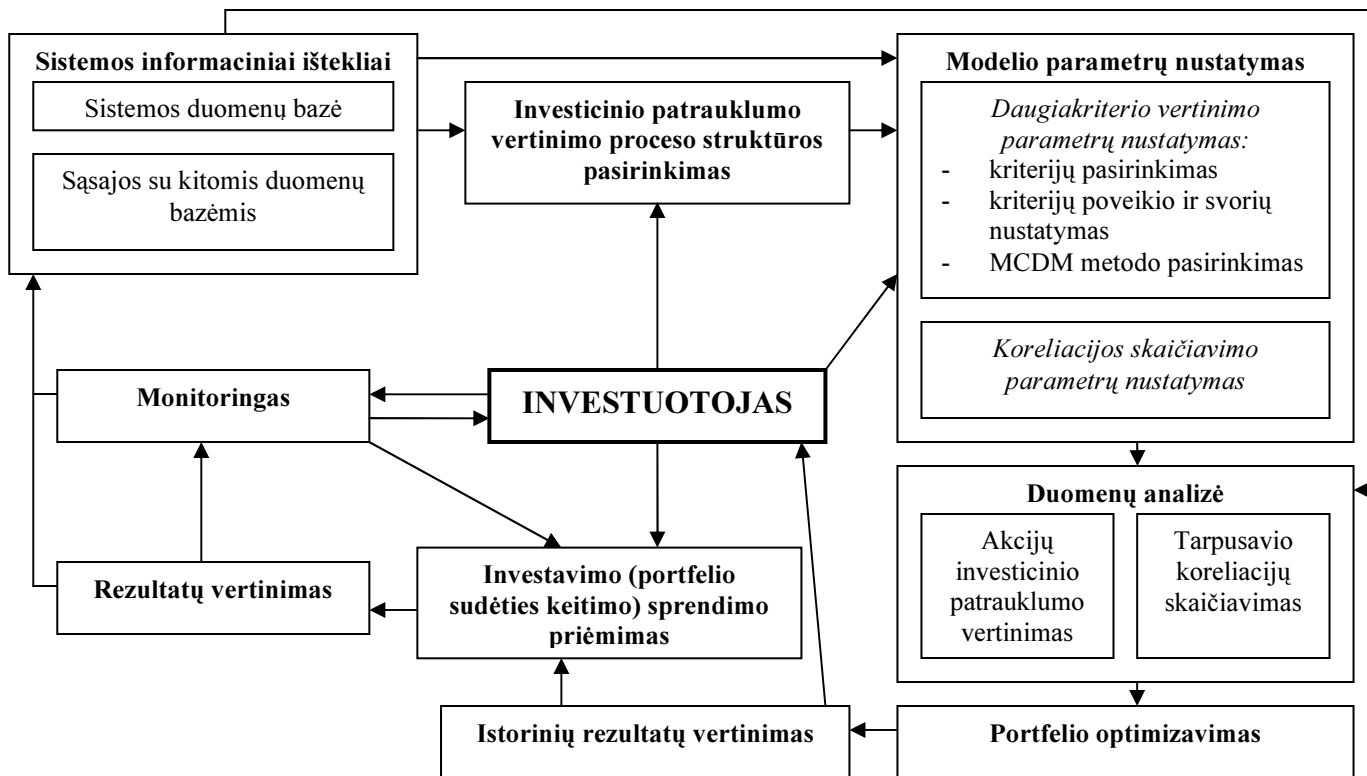 Sistemos informaciniai ištekliai
Sistemos duomenų bazė
Sąsajos su kitomis duomenų
bazėmis
Investicinio patrauklumo
vertinimo proceso struktūros
pasirinkimas
Modelio parametrų nustatymas
Daugiakriterio vertinimo
parametrų nustatymas:
- kriterijų pasirinkimas
- kriterijų poveikio ir svorių
nustatymas
- MCDM metodo pasirinkimas
Koreliacijos skaičiavimo
parametrų nustatymas
Monitoringas
INVESTUOTOJAS
Duomenų analizė
Akcijų
investicinio
patrauklumo
vertinimas
Tarpusavio
koreliacijų
skaičiavimas
Rezultatų vertinimas
Investavimo (portfelio
sudėties keitimo) sprendimo
priėmimas
Istorinių rezultatų vertinimas
Portfelio optimizavimas